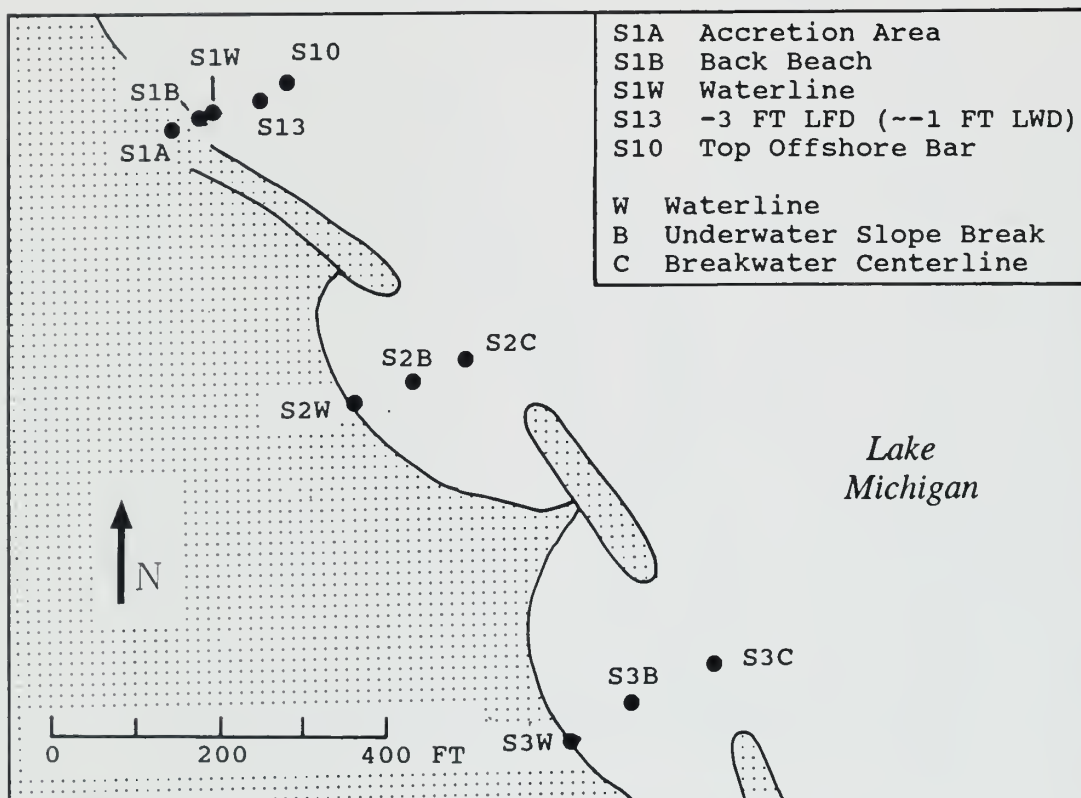 S1A Accretion Area
S1B Back Beach
S1W Waterline
S13 -3 FT LFD (~-1 FT LWD)
S10 Top Offshore Bar
W Waterline
B Underwater Slope Break
C Breakwater Centerline
S1W
S10
S1B
S13
S1A
S2C
S2B
S2W
Lake
Michigan
N
S3C
S3B
S3W
0 200 400 FT